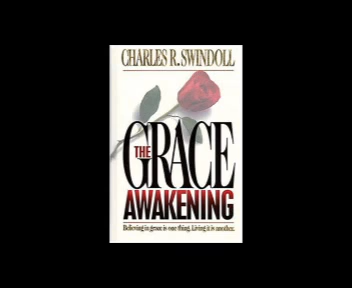 CHARLES R. SWINDOLL
THE
GRACE
AWAKENING
Believing in grace is one thing. Living it is another.